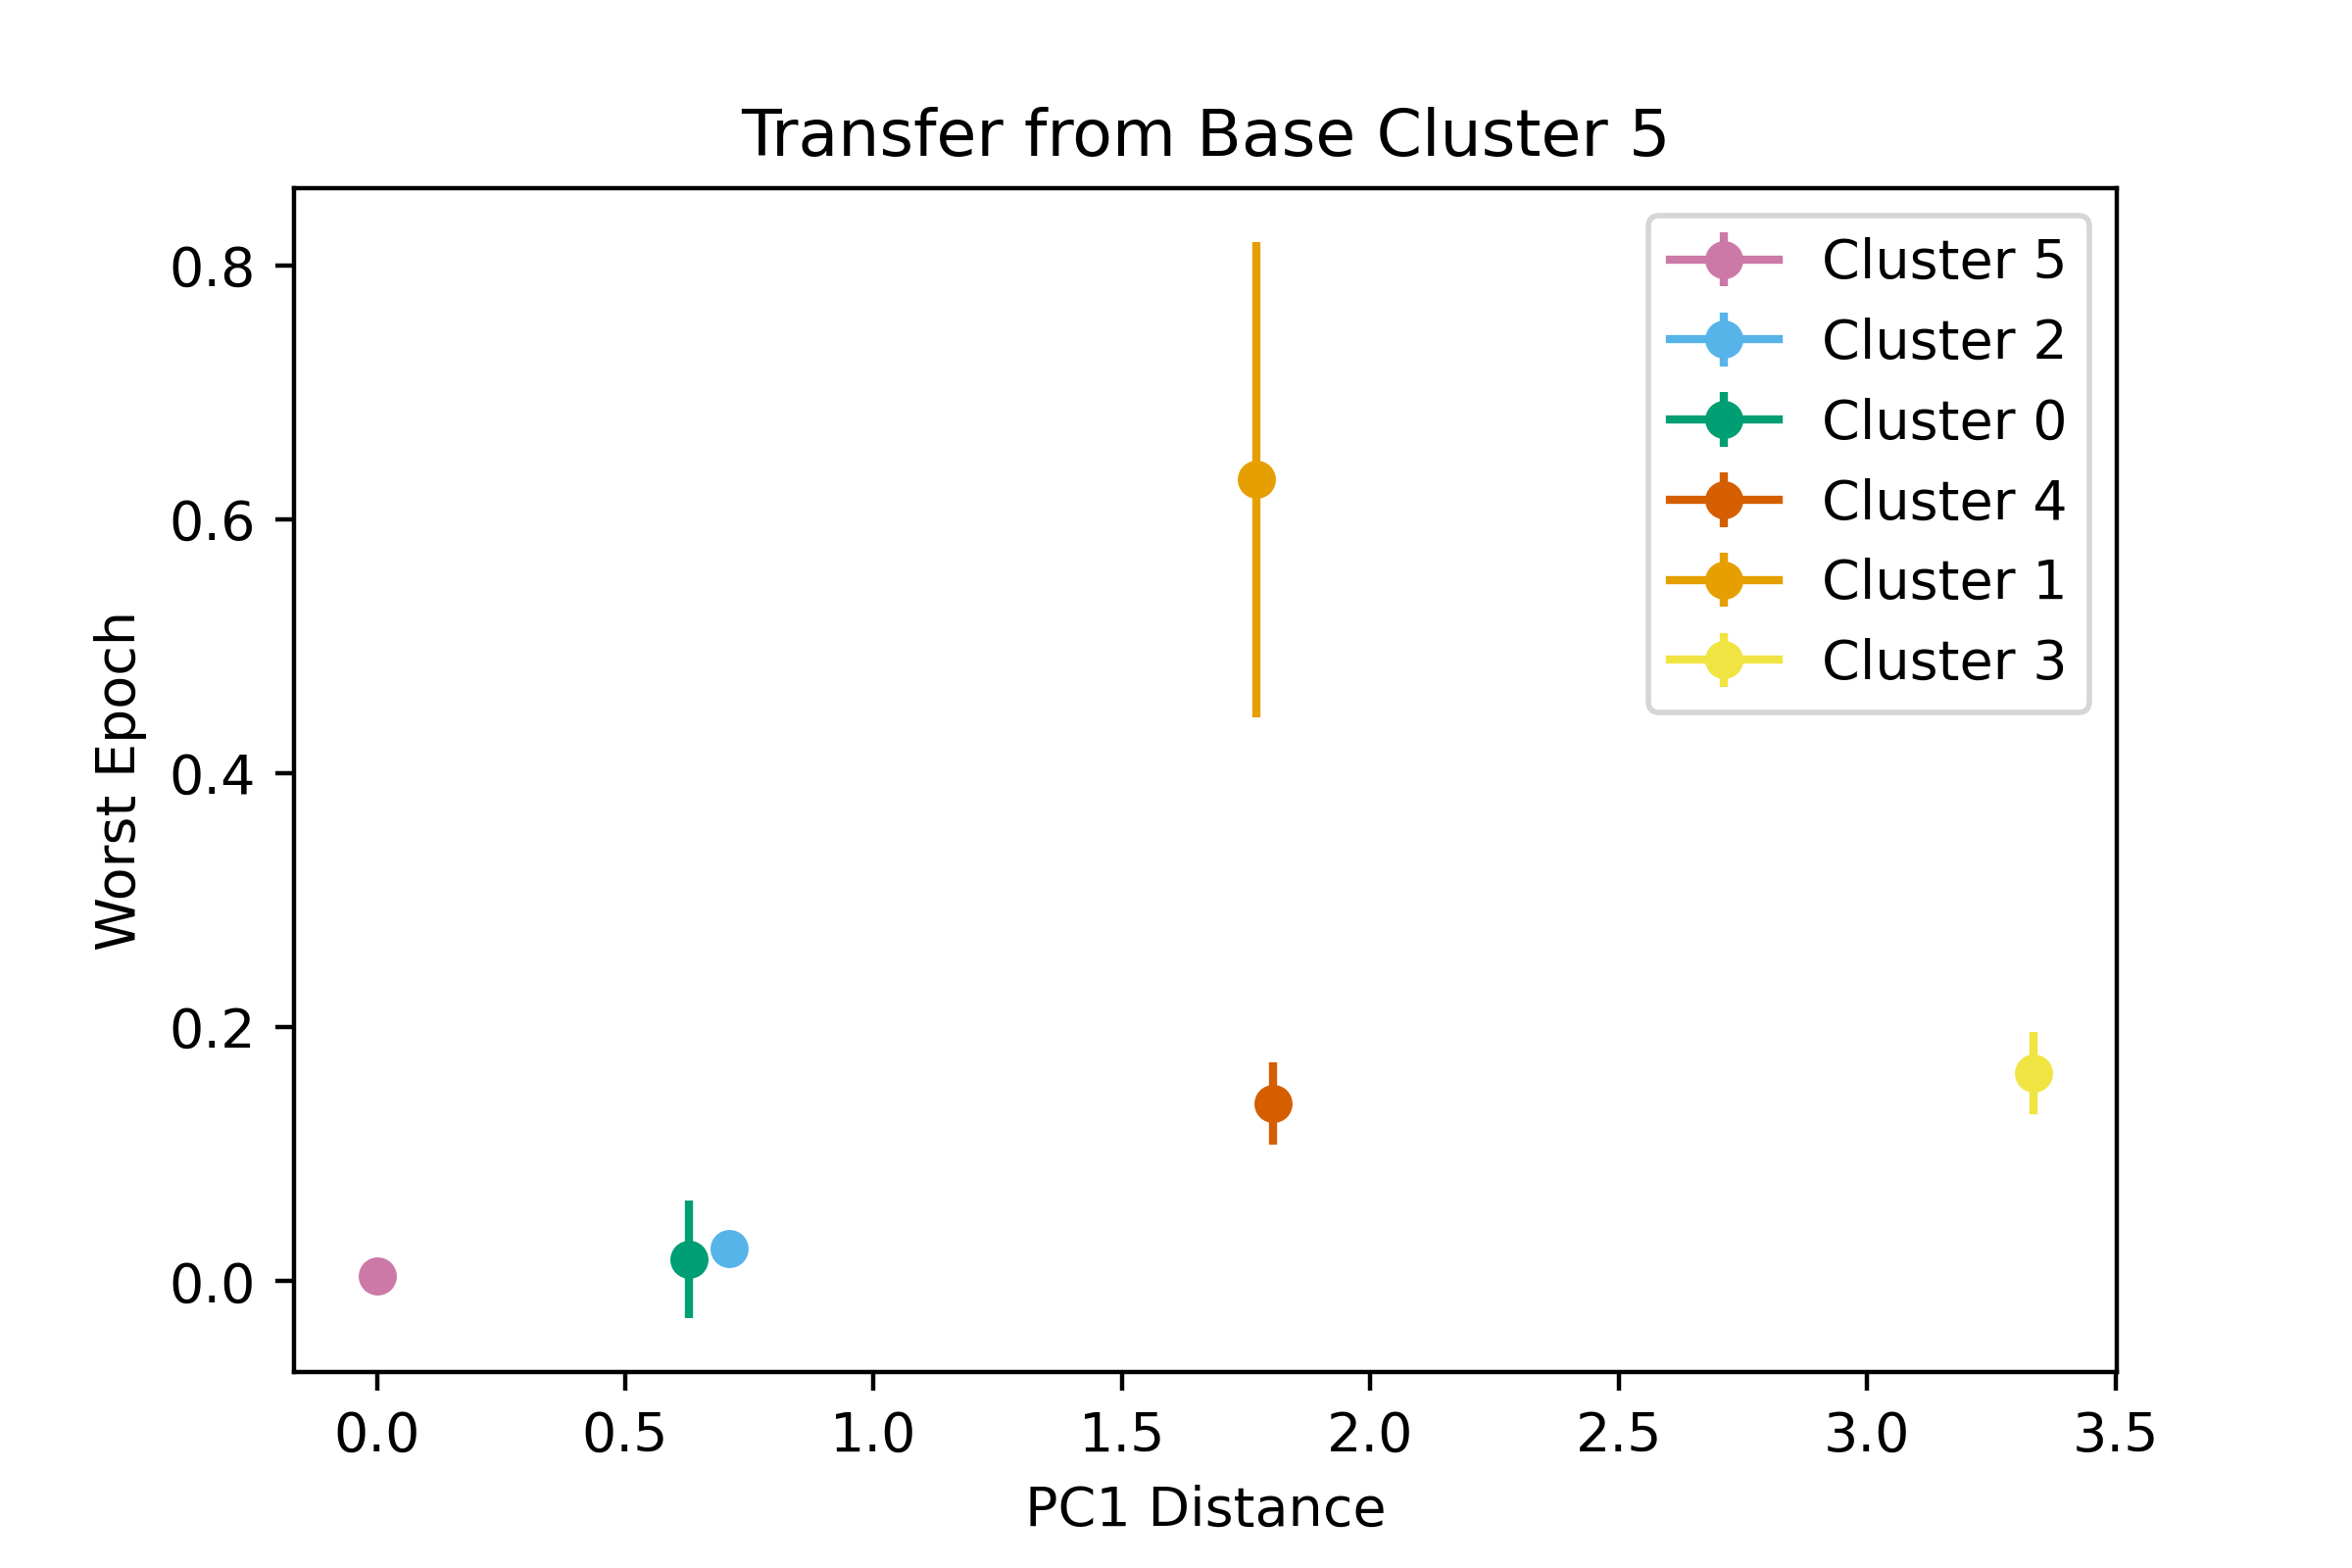 Transfer from Base Cluster 5
Worst Epoch
0.8
0.6
0.4
0.2
0.0
Cluster 5
Cluster 2
Cluster 0
Cluster 4
Cluster 1
Cluster 3
0.0 0.5 1.0 1.5 2.0 2.5 3.0 3.5
PC1 Distance